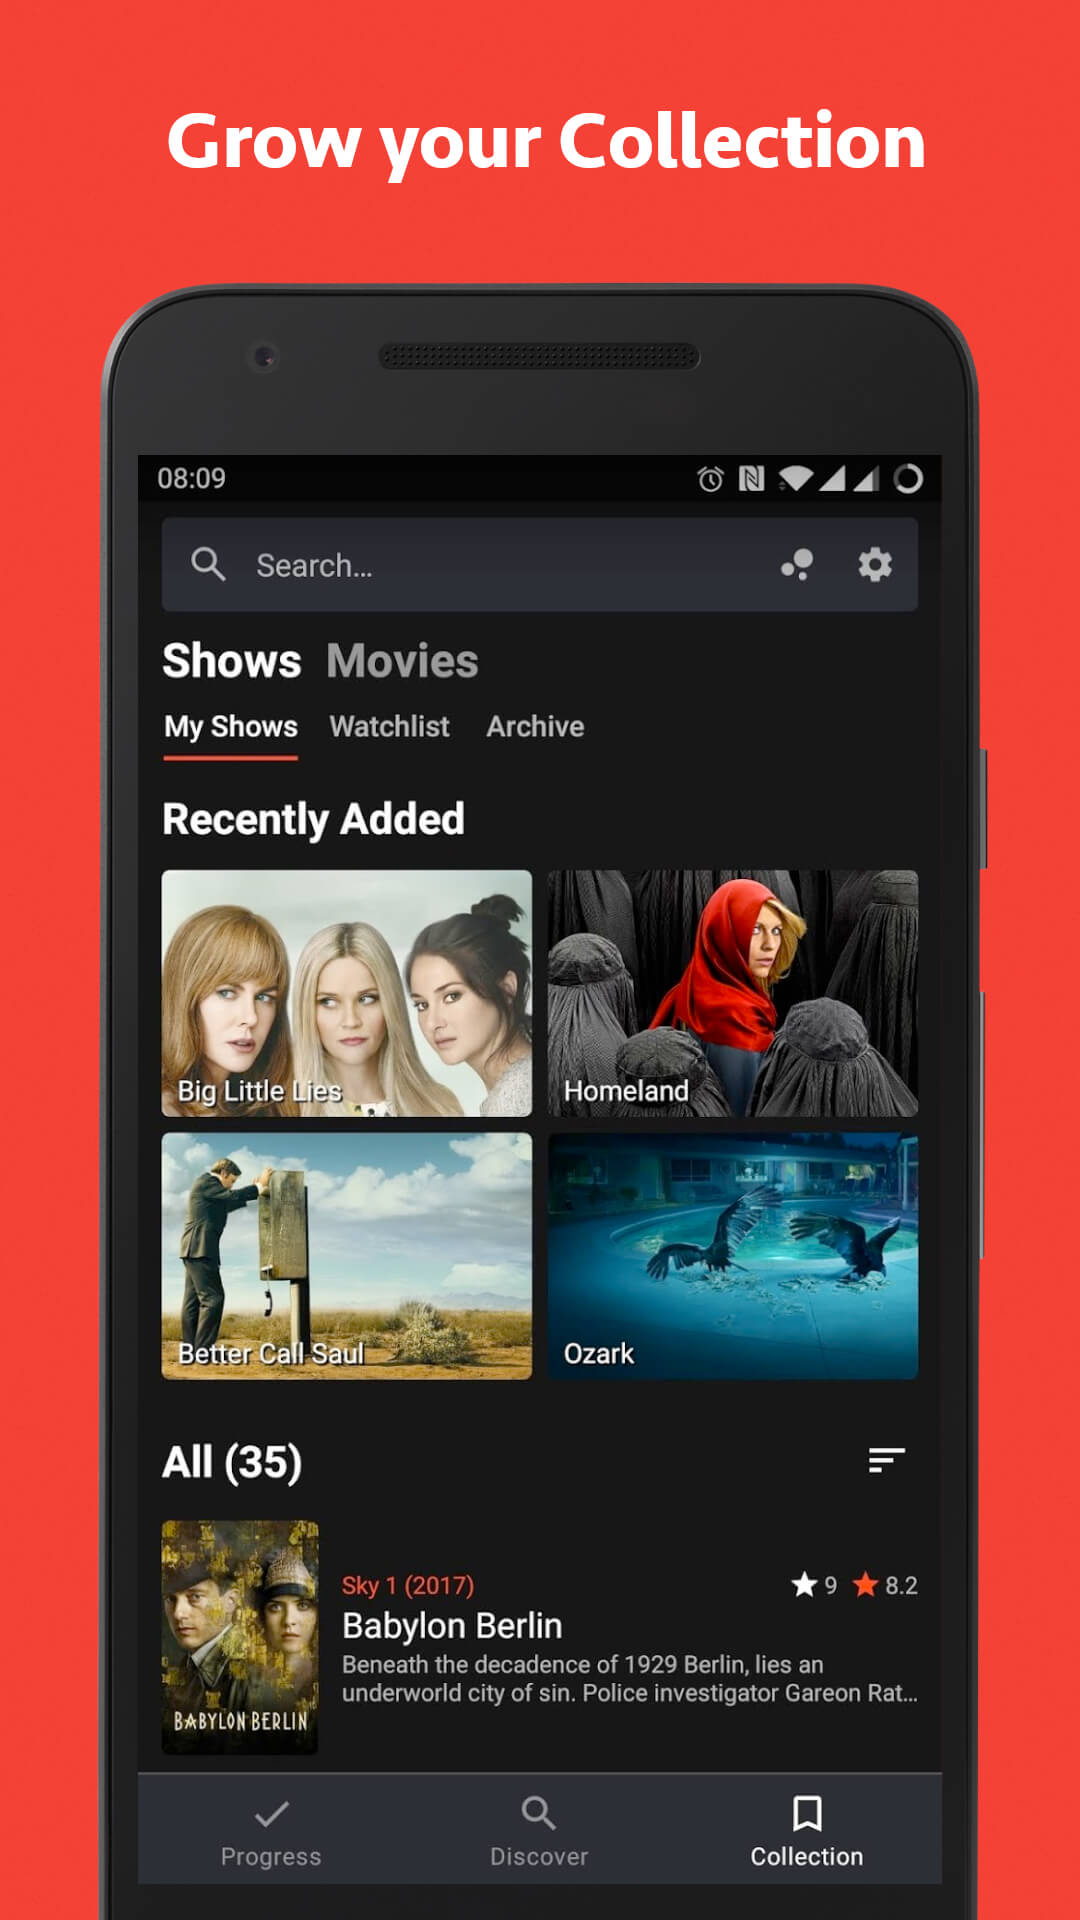 Grow your Collection
08:09
Search...
Shows Movies
My Shows Watchlist Archive
Recently Added
Big Little Lies
Homeland
Better Call Saul
Ozark
All (35)
Sky 1 (2017) 9 8.2
Babylon Berlin
Beneath the decadence of 1929 Berlin, lies an
underworld city of sin. Police investigator Gareon Rat...
BABYLON BERLIN
Progress Discover Collection